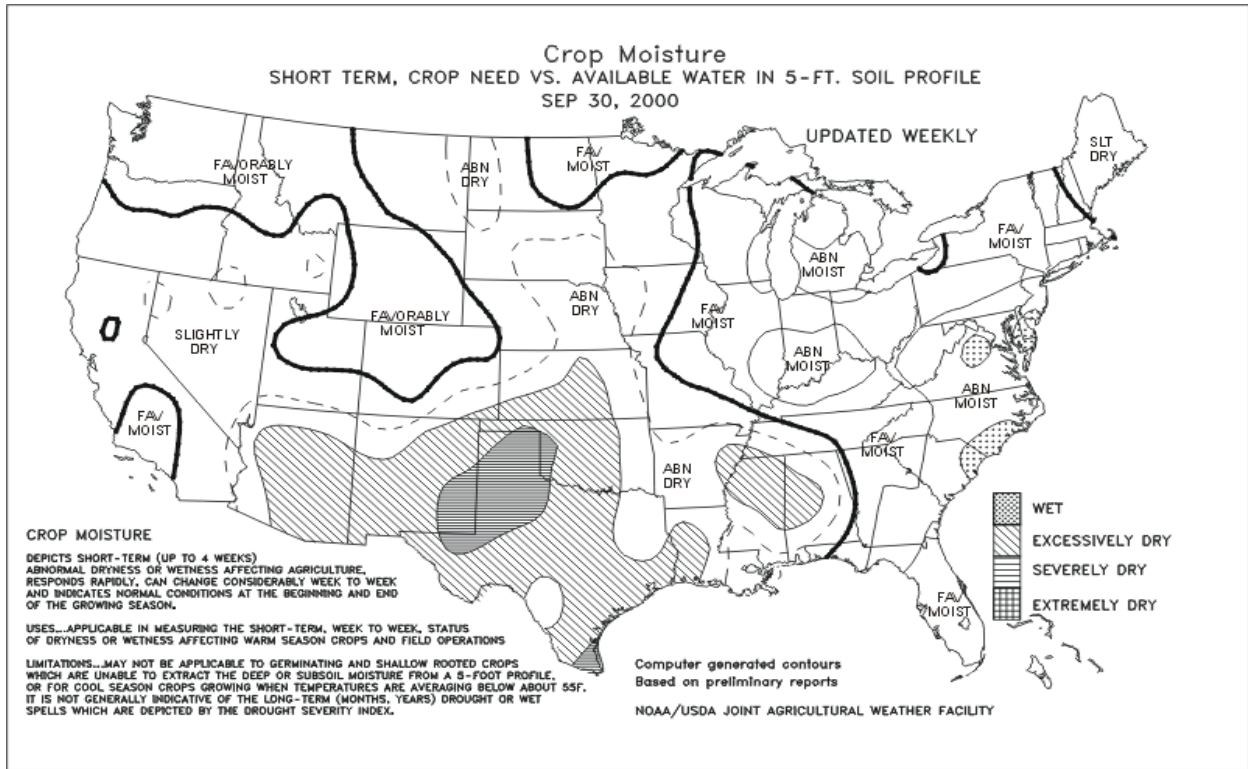 Crop Moisture
SHORT TERM, CROP NEED VS. AVAILABLE WATER IN 5-FT. SOIL PROFILE
SEP 30, 2000
UPDATED WEEKLY
SLT
DRY
FAVORABLY
MOIST
ABN
DRY
FAV
MOIST
FAV
MOIST
ABN
MOIST
ABN
DRY
FAV
MOIST
FAVORABLY
MOIST
SLIGHTLY
DRY
ABN
MOIST
ABN
MOIST
FAV
MOIST
FAV
MOIST
ABN
DRY
FAV
MOIST
WET
EXCESSIVELY DRY
SEVERELY DRY
EXTREMELY DRY
CROP MOISTURE
DEPICTS SHORT-TERM (UP TO 4 WEEKS)
ABNORMAL DRYNESS OR WETNESS AFFECTING AGRICULTURE,
RESPONDS RAPIDLY, CAN CHANGE CONSIDERABLY WEEK TO WEEK
AND INDICATES NORMAL CONDITIONS AT THE BEGINNING AND END
OF THE GROWING SEASON.
USES...APPLICABLE IN MEASURING THE SHORT-TERM, WEEK TO WEEK, STATUS
OF DRYNESS OR WETNESS AFFECTING WARM SEASON CROPS AND FIELD OPERATIONS
LIMITATIONS...MAY NOT BE APPLICABLE TO GERMINATING AND SHALLOW ROOTED CROPS
WHICH ARE UNABLE TO EXTRACT THE DEEP OR SUBSOIL MOISTURE FROM A 5-FOOT PROFILE,
OR FOR COOL SEASON CROPS GROWING WHEN TEMPERATURES ARE AVERAGING BELOW ABOUT 55F.
IT IS NOT GENERALLY INDICATIVE OF THE LONG-TERM (MONTHS, YEARS) DROUGHT OR WET
SPELLS WHICH ARE DEPICTED BY THE DROUGHT SEVERITY INDEX.
Computer generated contours
Based on preliminary reports
NOAA/USDA JOINT AGRICULTURAL WEATHER FACILITY